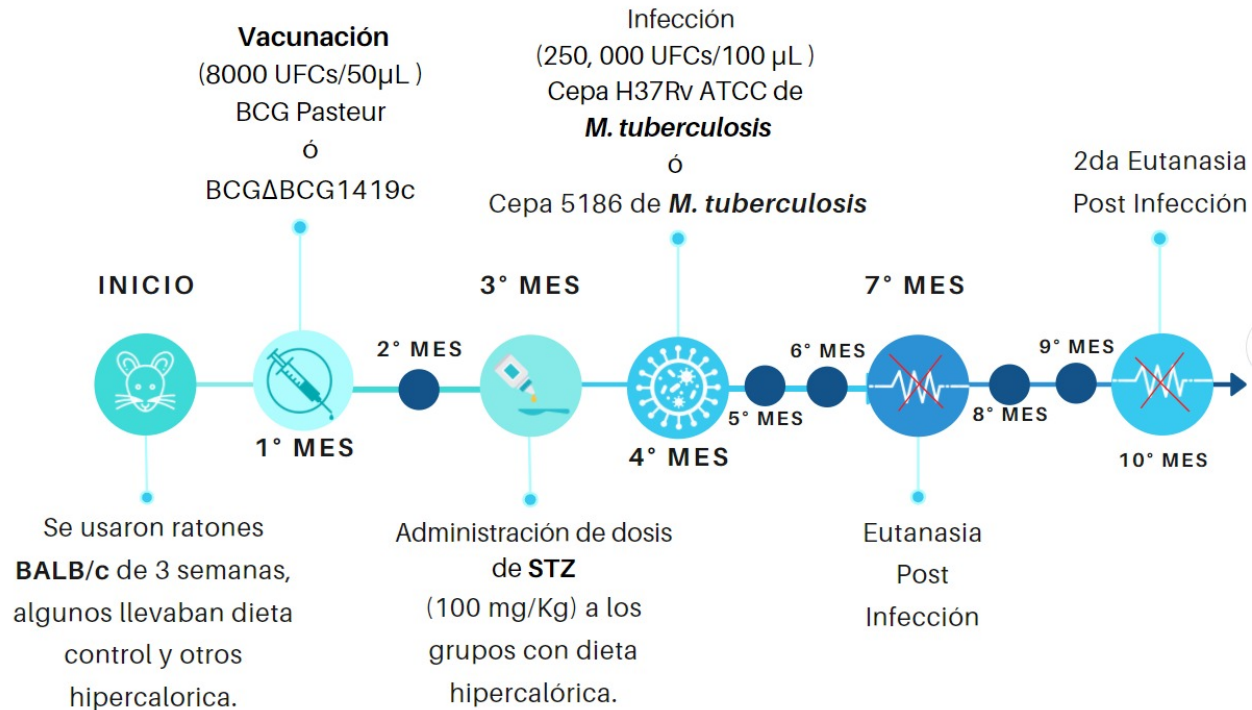 Vacunación
(8000 UFCs/50µL )
BCG Pasteur
ó
BCGΔBCG1419c
Infección
(250, 000 UFCs/100 µL )
Cepa H37Rv ATCC de
M. tuberculosis
ó
Cepa 5186 de M. tuberculosis
2da Eutanasia
Post Infección
INICIO
1° MES
2° MES
3° MES
4° MES
5° MES
6° MES
7° MES
8° MES
9° MES
10° MES
Se usaron ratones
BALB/c de 3 semanas,
algunos llevaban dieta
control y otros
hipercalorica.
Administración de dosis
de STZ
(100 mg/Kg) a los
grupos con dieta
hipercalórica.
Eutanasia
Post
Infección